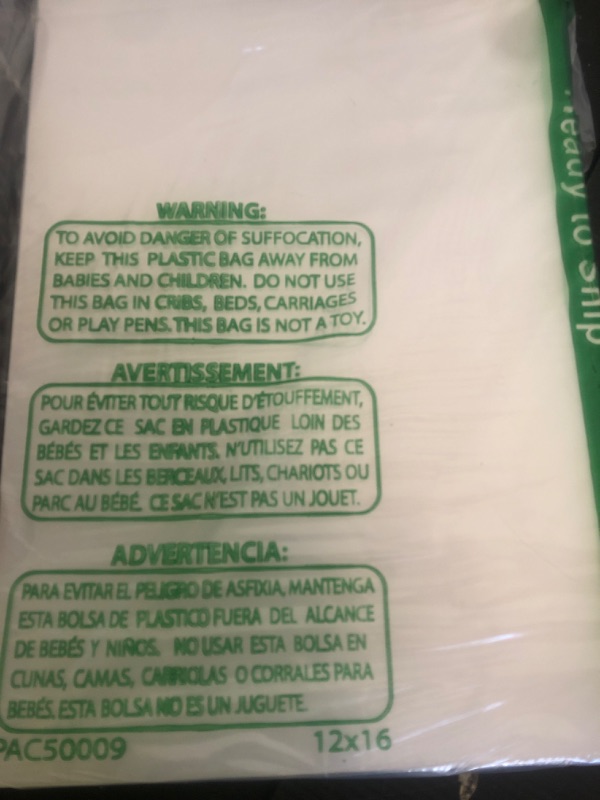 Ready to Ship
WARNING:
TO AVOID DANGER OF SUFFOCATION,
KEEP THIS PLASTIC BAG AWAY FROM
BABIES AND CHILDREN. DO NOT USE
THIS BAG IN CRIBS, BEDS, CARRIAGES
OR PLAY PENS. THIS BAG IS NOT A TOY.
AVERTISSEMENT:
POUR ÉVITER TOUT RISQUE D'ÉTOUFFEMENT,
GARDEZ CE SAC EN PLASTIQUE LOIN DES
BÉBÉS ET LES ENFANTS. N'UTILISEZ PAS CE
SAC DANS LES BERCEAUX, LITS, CHARIOTS OU
PARC AU BÉBÉ. CE SAC N'EST PAS UN JOUET.
ADVERTENCIA:
PARA EVITAR EL PELIGRO DE ASFIXIA, MANTENGA
ESTA BOLSA DE PLASTICO FUERA DEL ALCANCE
DE BEBÉS Y NIÑOS. NO USAR ESTA BOLSA EN
CUNAS, CAMAS, CARRIOLAS O CORRALES PARA
BEBÉS. ESTA BOLSA NO ES UN JUGUETE.
PAC50009
12x16